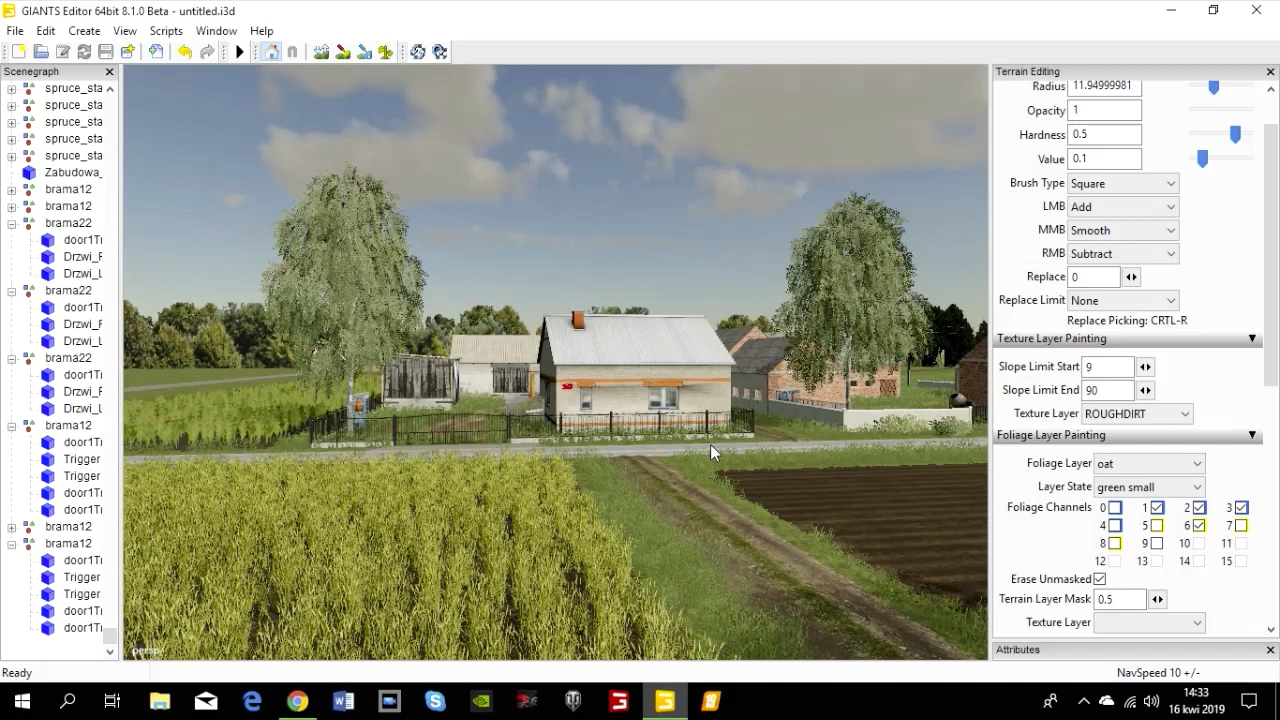 GIANTS Editor 64bit 8.1.0 Beta - untitled.i3d
File Edit Create View Scripts Window Help
Scenegraph
spruce_sta
spruce_sta
spruce_sta
spruce_sta
spruce_sta
Zabudowa_
brama12
brama12
brama22
door1Tr
Drzwi_F
Drzwi_L
brama22
door1Tr
Drzwi_F
Drzwi_L
brama22
door1Tr
Drzwi_F
Drzwi_L
brama12
door1Tr
Trigger
Trigger
door1Tr
door1Tr
brama12
brama12
door1Tr
Trigger
Trigger
door1Tr
door1Tr
persp
Terrain Editing
Radius 11.94999981
Opacity 1
Hardness 0.5
Value 0.1
Brush Type Square
LMB Add
MMB Smooth
RMB Subtract
Replace 0
Replace Limit None
Replace Picking: CRTL-R
Texture Layer Painting
Slope Limit Start 9
Slope Limit End 90
Texture Layer ROUGHDIRT
Foliage Layer Painting
Foliage Layer oat
Layer State green small
Foliage Channels 0 1 2 3
4 5 6 7
8 9 10 11
12 13 14 15
Erase Unmasked
Terrain Layer Mask 0.5
Texture Layer
Attributes
Ready
NavSpeed 10 +/-
14:33
16 kwi 2019